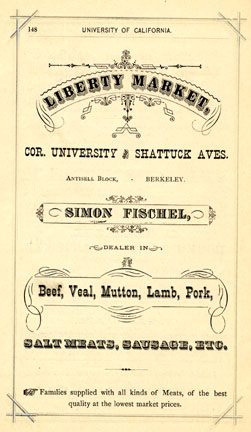 148 UNIVERSITY OF CALIFORNIA.
LIBERTY MARKET,
COR. UNIVERSITY & SHATTUCK AVES.
ANTISELL BLOCK, - BERKELEY.
SIMON FISCHEL,
DEALER IN
Beef, Veal, Mutton, Lamb, Pork,
SALT MEATS, SAUSAGE, ETC.
☞ Families supplied with all kinds of Meats, of the best
quality at the lowest market prices.